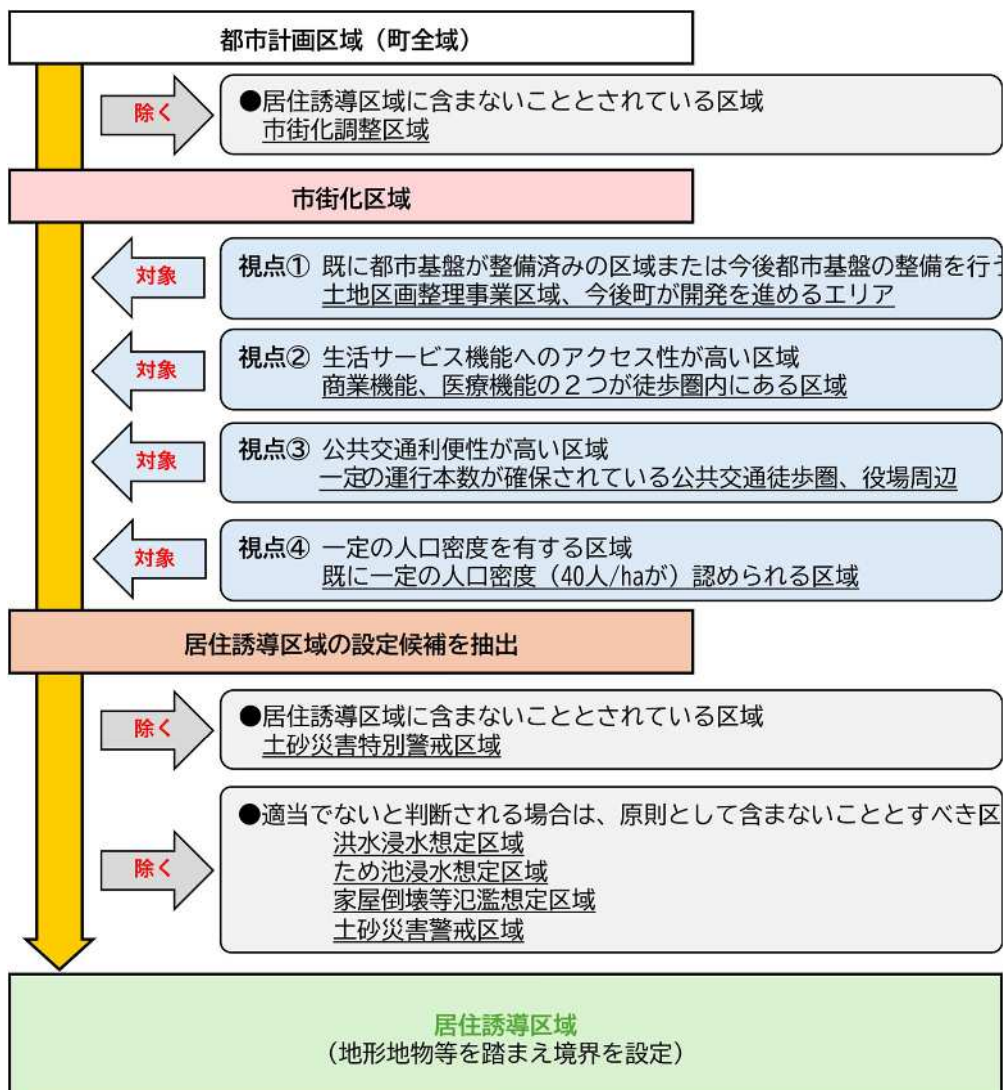 都市計画区域（町全域）
除く
●居住誘導区域に含まないこととされている区域
市街化調整区域
市街化区域
対象
視点① 既に都市基盤が整備済みの区域または今後都市基盤の整備を行う
土地区画整理事業区域、今後町が開発を進めるエリア
対象
視点② 生活サービス機能へのアクセス性が高い区域
商業機能、医療機能の２つが徒歩圏内にある区域
対象
視点③ 公共交通利便性が高い区域
一定の運行本数が確保されている公共交通徒歩圏、役場周辺
対象
視点④ 一定の人口密度を有する区域
既に一定の人口密度（40人/haが）認められる区域
居住誘導区域の設定候補を抽出
除く
●居住誘導区域に含まないこととされている区域
土砂災害特別警戒区域
除く
●適当でないと判断される場合は、原則として含まないこととすべき区
洪水浸水想定区域
ため池浸水想定区域
家屋倒壊等氾濫想定区域
土砂災害警戒区域
居住誘導区域
（地形地物等を踏まえ境界を設定）